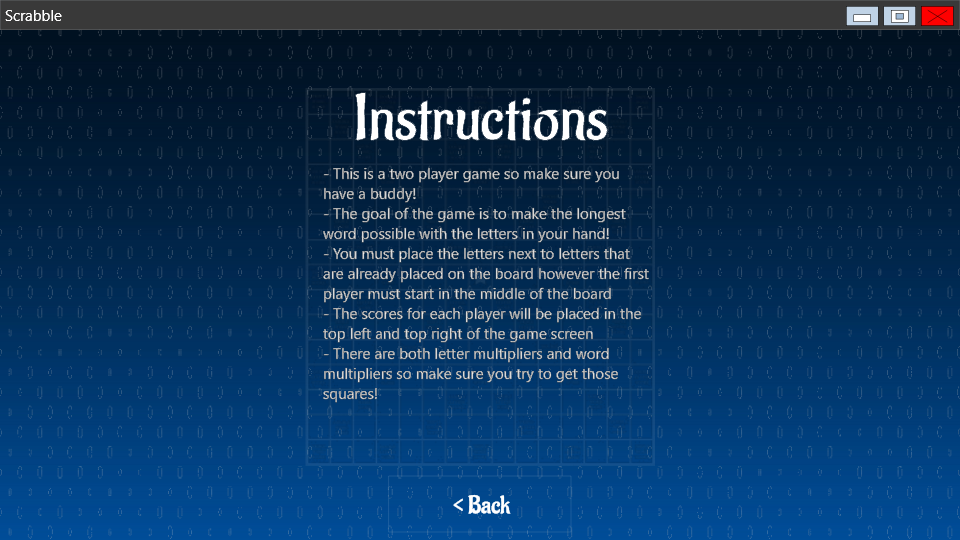 Scrabble
Instructions
- This is a two player game so make sure you
have a buddy!
- The goal of the game is to make the longest
word possible with the letters in your hand!
- You must place the letters next to letters that
are already placed on the board however the first
player must start in the middle of the board
- The scores for each player will be placed in the
top left and top right of the game screen
- There are both letter multipliers and word
multipliers so make sure you try to get those
squares!
< Back